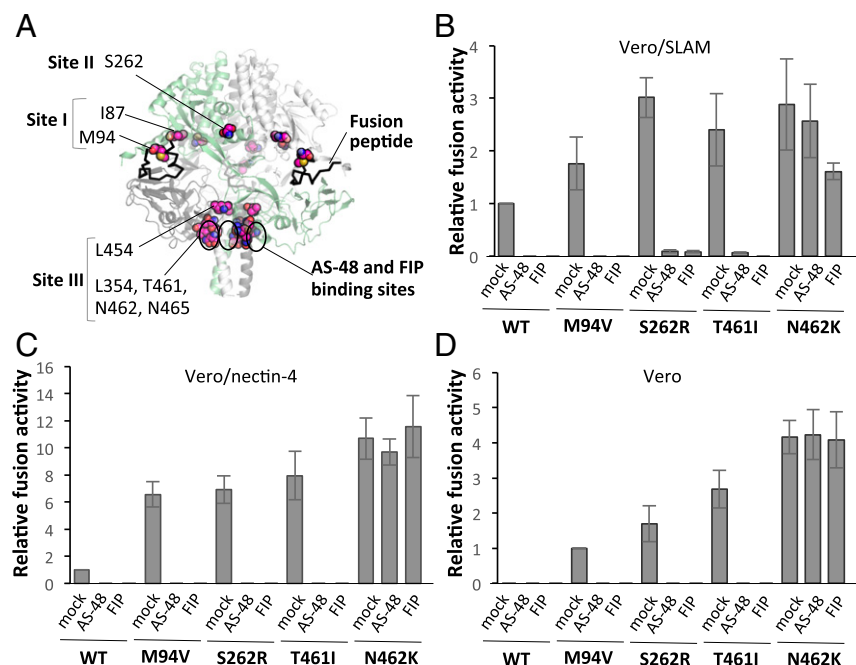 A
Site II S262
Site I
I87
M94
Fusion
peptide
L454
Site III
L354, T461,
N462, N465
AS-48 and FIP
binding sites
B
Vero/SLAM
Relative fusion activity
4
3
2
1
0
mock AS-48 FIP mock AS-48 FIP mock AS-48 FIP mock AS-48 FIP mock AS-48 FIP
WT M94V S262R T461I N462K
C
Vero/nectin-4
Relative fusion activity
16
14
12
10
8
6
4
2
0
mock AS-48 FIP mock AS-48 FIP mock AS-48 FIP mock AS-48 FIP mock AS-48 FIP
WT M94V S262R T461I N462K
D
Vero
Relative fusion activity
6
5
4
3
2
1
0
mock AS-48 FIP mock AS-48 FIP mock AS-48 FIP mock AS-48 FIP mock AS-48 FIP
WT M94V S262R T461I N462K